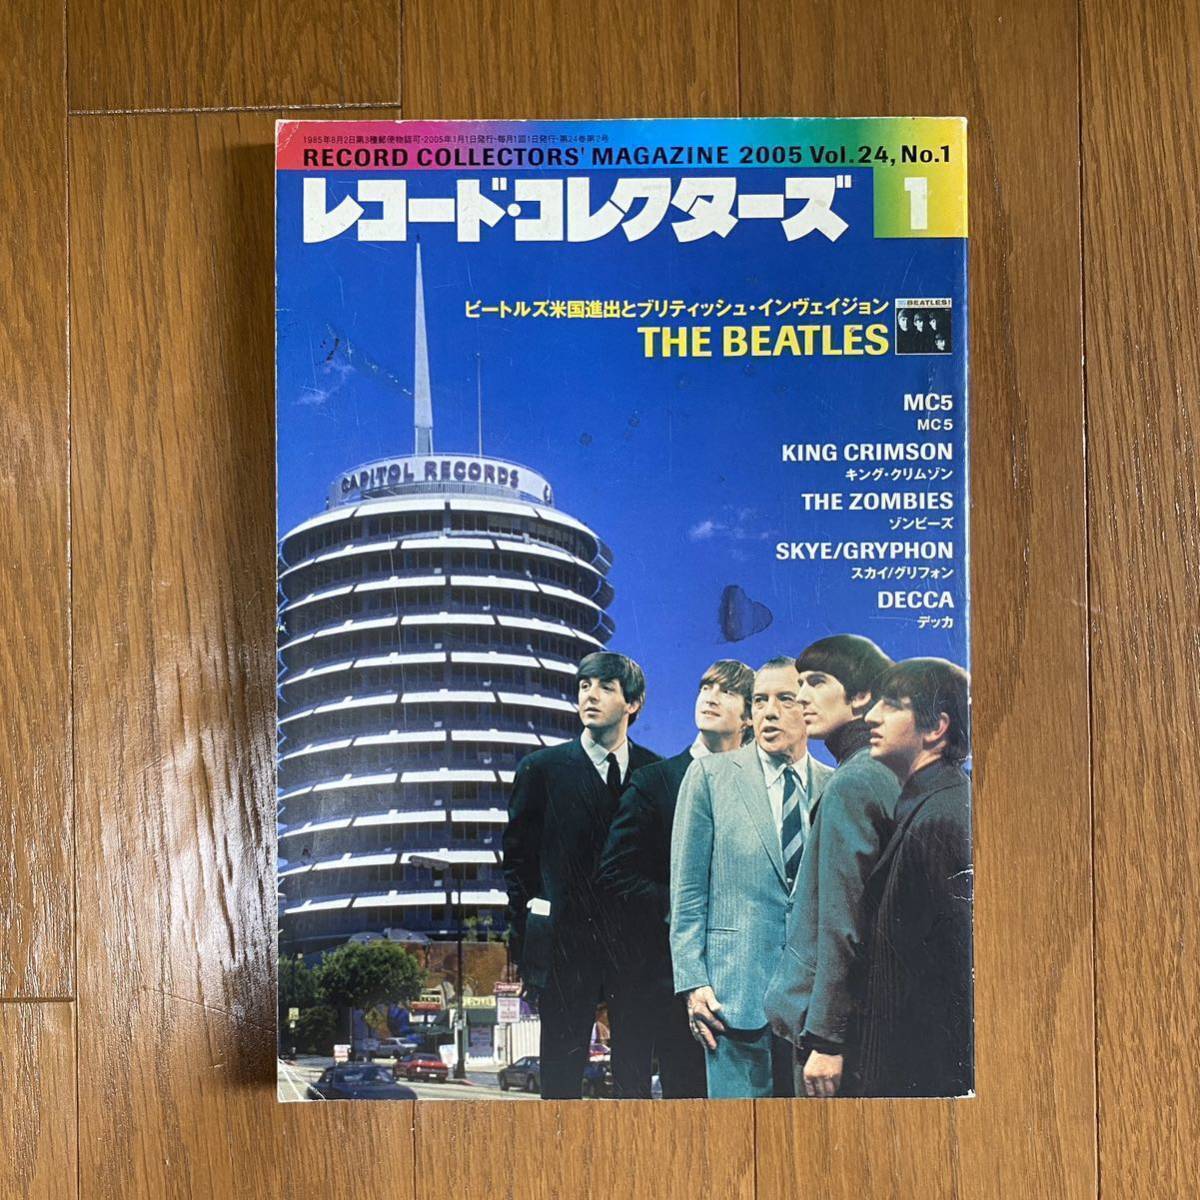 1985年8月2日第3種郵便物認可・2005年1月1日発行・毎月1回1日発行・第24巻第2号
RECORD COLLECTORS' MAGAZINE 2005 Vol.24, No.1
レコード・コレクターズ
1
ビートルズ米国進出とブリティッシュ・インヴェイジョン
THE BEATLES
BEATLES!
MC5
MC5
KING CRIMSON
キング・クリムゾン
THE ZOMBIES
ゾンビーズ
SKYE/GRYPHON
スカイ/グリフォン
DECCA
デッカ
CAPITOL RECORDS